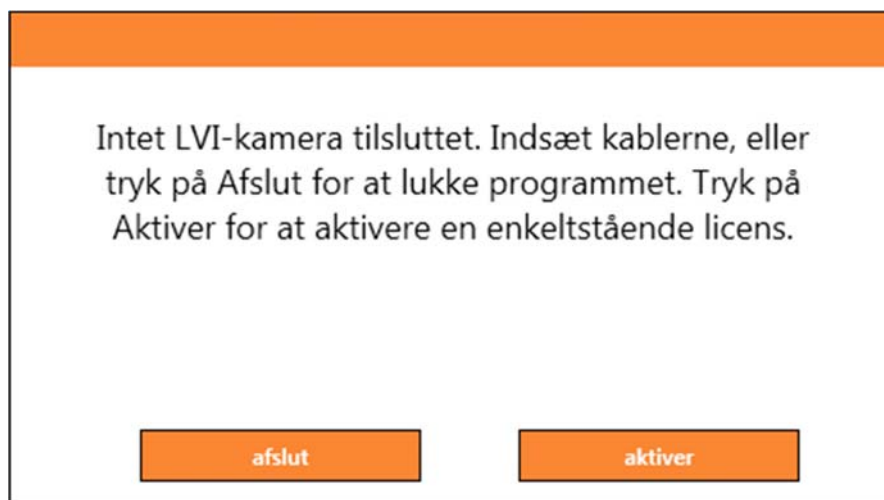 Intet LVI-kamera tilsluttet. Indsæt kablerne, eller
tryk på Afslut for at lukke programmet. Tryk på
Aktiver for at aktivere en enkeltstående licens.
afslut
aktiver